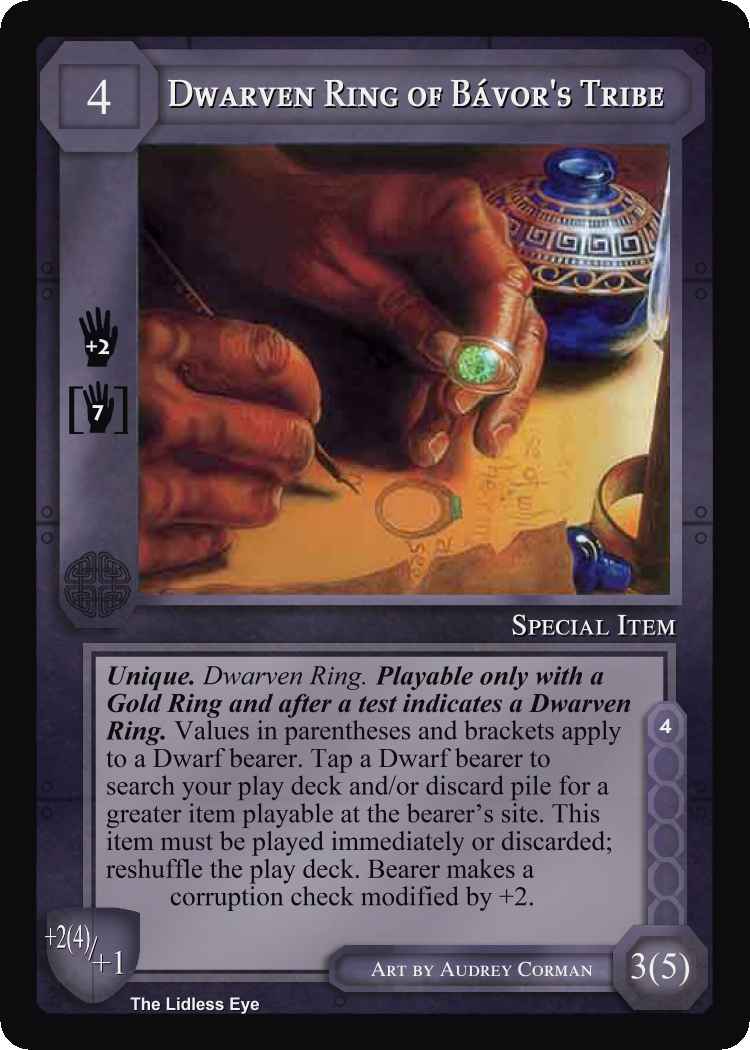 4
Dwarven Ring of Bávor's Tribe
+2
[7]
Special Item
Unique. Dwarven Ring. Playable only with a
Gold Ring and after a test indicates a Dwarven
Ring. Values in parentheses and brackets apply
to a Dwarf bearer. Tap a Dwarf bearer to
search your play deck and/or discard pile for a
greater item playable at the bearer's site. This
item must be played immediately or discarded;
reshuffle the play deck. Bearer makes a
corruption check modified by +2.
4
+2(4)/+1
Art by Audrey Corman
3(5)
The Lidless Eye